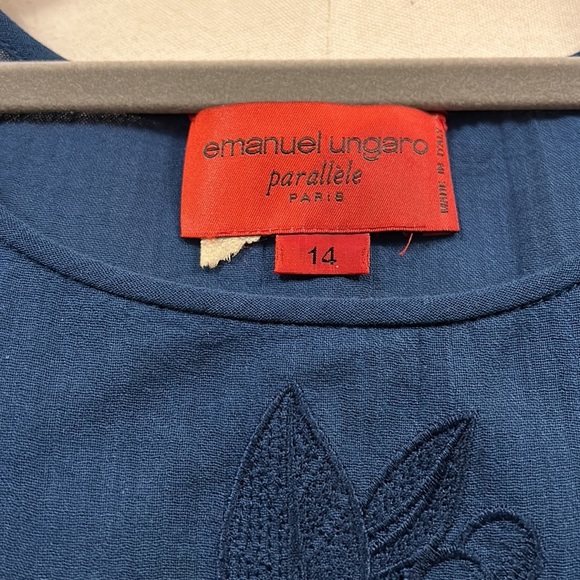 emanuel ungaro
parallèle
PARIS
MADE IN ITALY
14